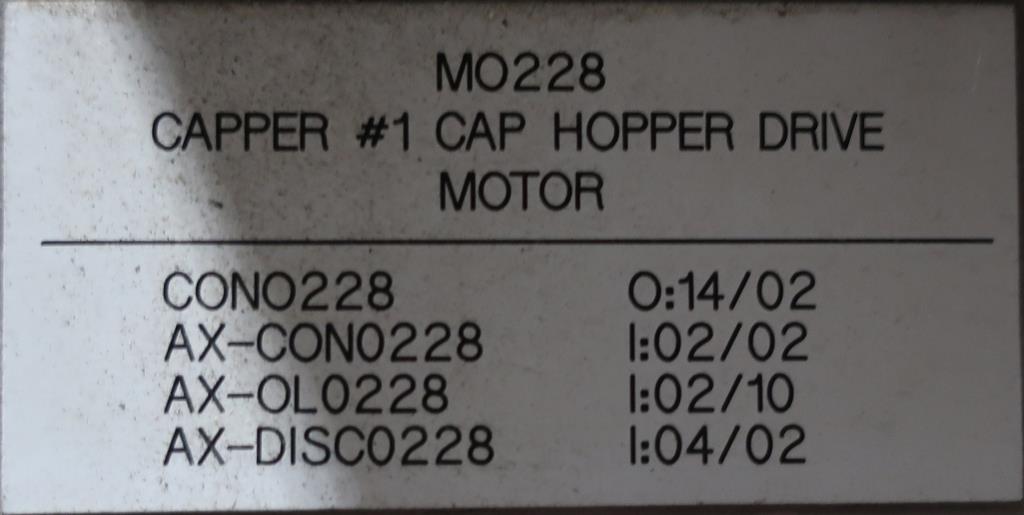 MO228
CAPPER #1 CAP HOPPER DRIVE
MOTOR
CON0228 O:14/02
AX-CON0228 I:02/02
AX-OL0228 I:02/10
AX-DISC0228 I:04/02